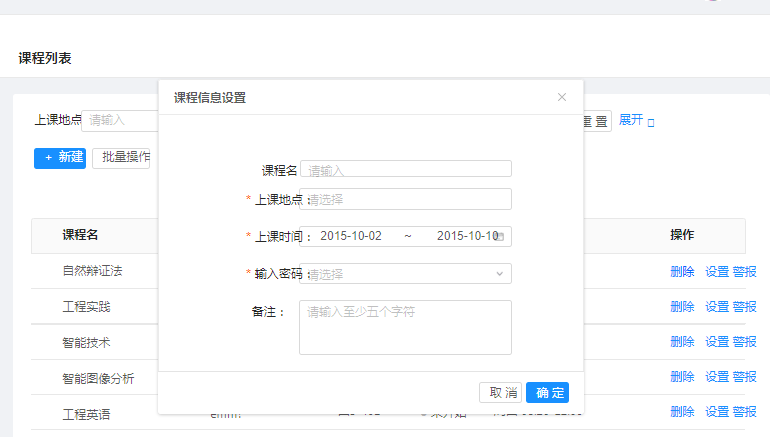 课程列表
课程信息设置
上课地点 请输入 重 置 展开
+ 新建 批量操作
课程名 请输入
* 上课地点： 请选择
* 上课时间： 2015-10-02 ~ 2015-10-10
* 输入密码： 请选择
备注： 请输入至少五个字符
取 消 确 定
课程名 操作
自然辩证法 删除 设置 警报
工程实践 删除 设置 警报
智能技术 删除 设置 警报
智能图像分析 删除 设置 警报
工程英语 删除 设置 警报